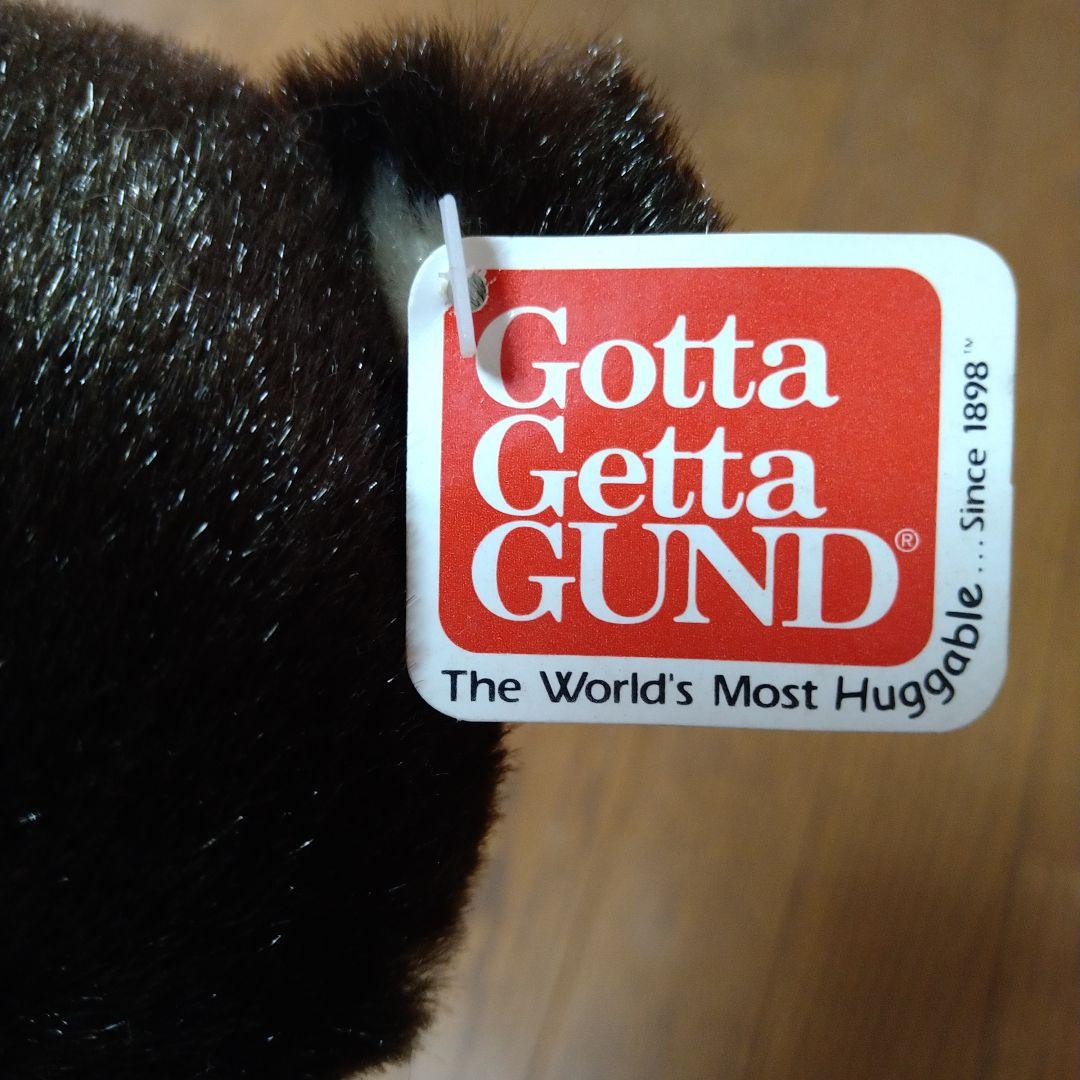 Gotta
Getta
GUND®
The World's Most Huggable....Since 1898™